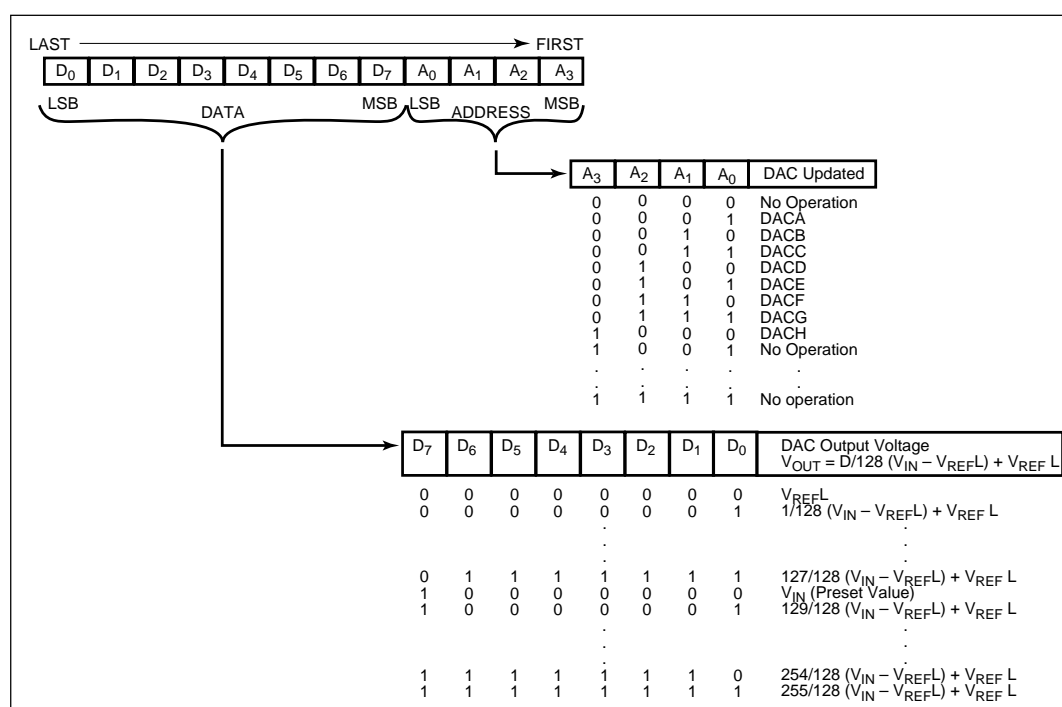 LAST FIRST
D0 D1 D2 D3 D4 D5 D6 D7 A0 A1 A2 A3
LSB DATA MSB LSB ADDRESS MSB
A3 A2 A1 A0 DAC Updated
0 0 0 0 No Operation
0 0 0 1 DACA
0 0 1 0 DACB
0 0 1 1 DACC
0 1 0 0 DACD
0 1 0 1 DACE
0 1 1 0 DACF
0 1 1 1 DACG
1 0 0 0 DACH
1 0 0 1 No Operation
. . . . .
. . . . .
1 1 1 1 No operation
D7 D6 D5 D4 D3 D2 D1 D0 DAC Output Voltage
VOUT = D/128 (VIN – VREFL) + VREF L
0 0 0 0 0 0 0 0 VREFL
0 0 0 0 0 0 0 1 1/128 (VIN – VREFL) + VREF L
. .
. .
. .
0 1 1 1 1 1 1 1 127/128 (VIN – VREFL) + VREF L
1 0 0 0 0 0 0 0 VIN (Preset Value)
1 0 0 0 0 0 0 1 129/128 (VIN – VREFL) + VREF L
. .
. .
. .
1 1 1 1 1 1 1 0 254/128 (VIN – VREFL) + VREF L
1 1 1 1 1 1 1 1 255/128 (VIN – VREFL) + VREF L